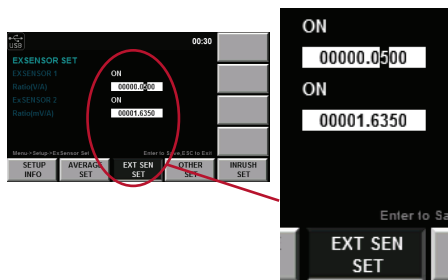 USB 00:30
EXSENSOR SET
EXSENSOR 1 ON
Ratio(V/A) 00000.0500
ExSENSOR 2 ON
Ratio(mV/A) 00001.6350
Menu->Setup->ExSensor Set Enter to Save ESC to Exit
SETUP INFO
AVERAGE SET
EXT SEN SET
OTHER SET
INRUSH SET
ON
00000.0500
ON
00001.6350
Enter to Sa
EXT SEN
SET